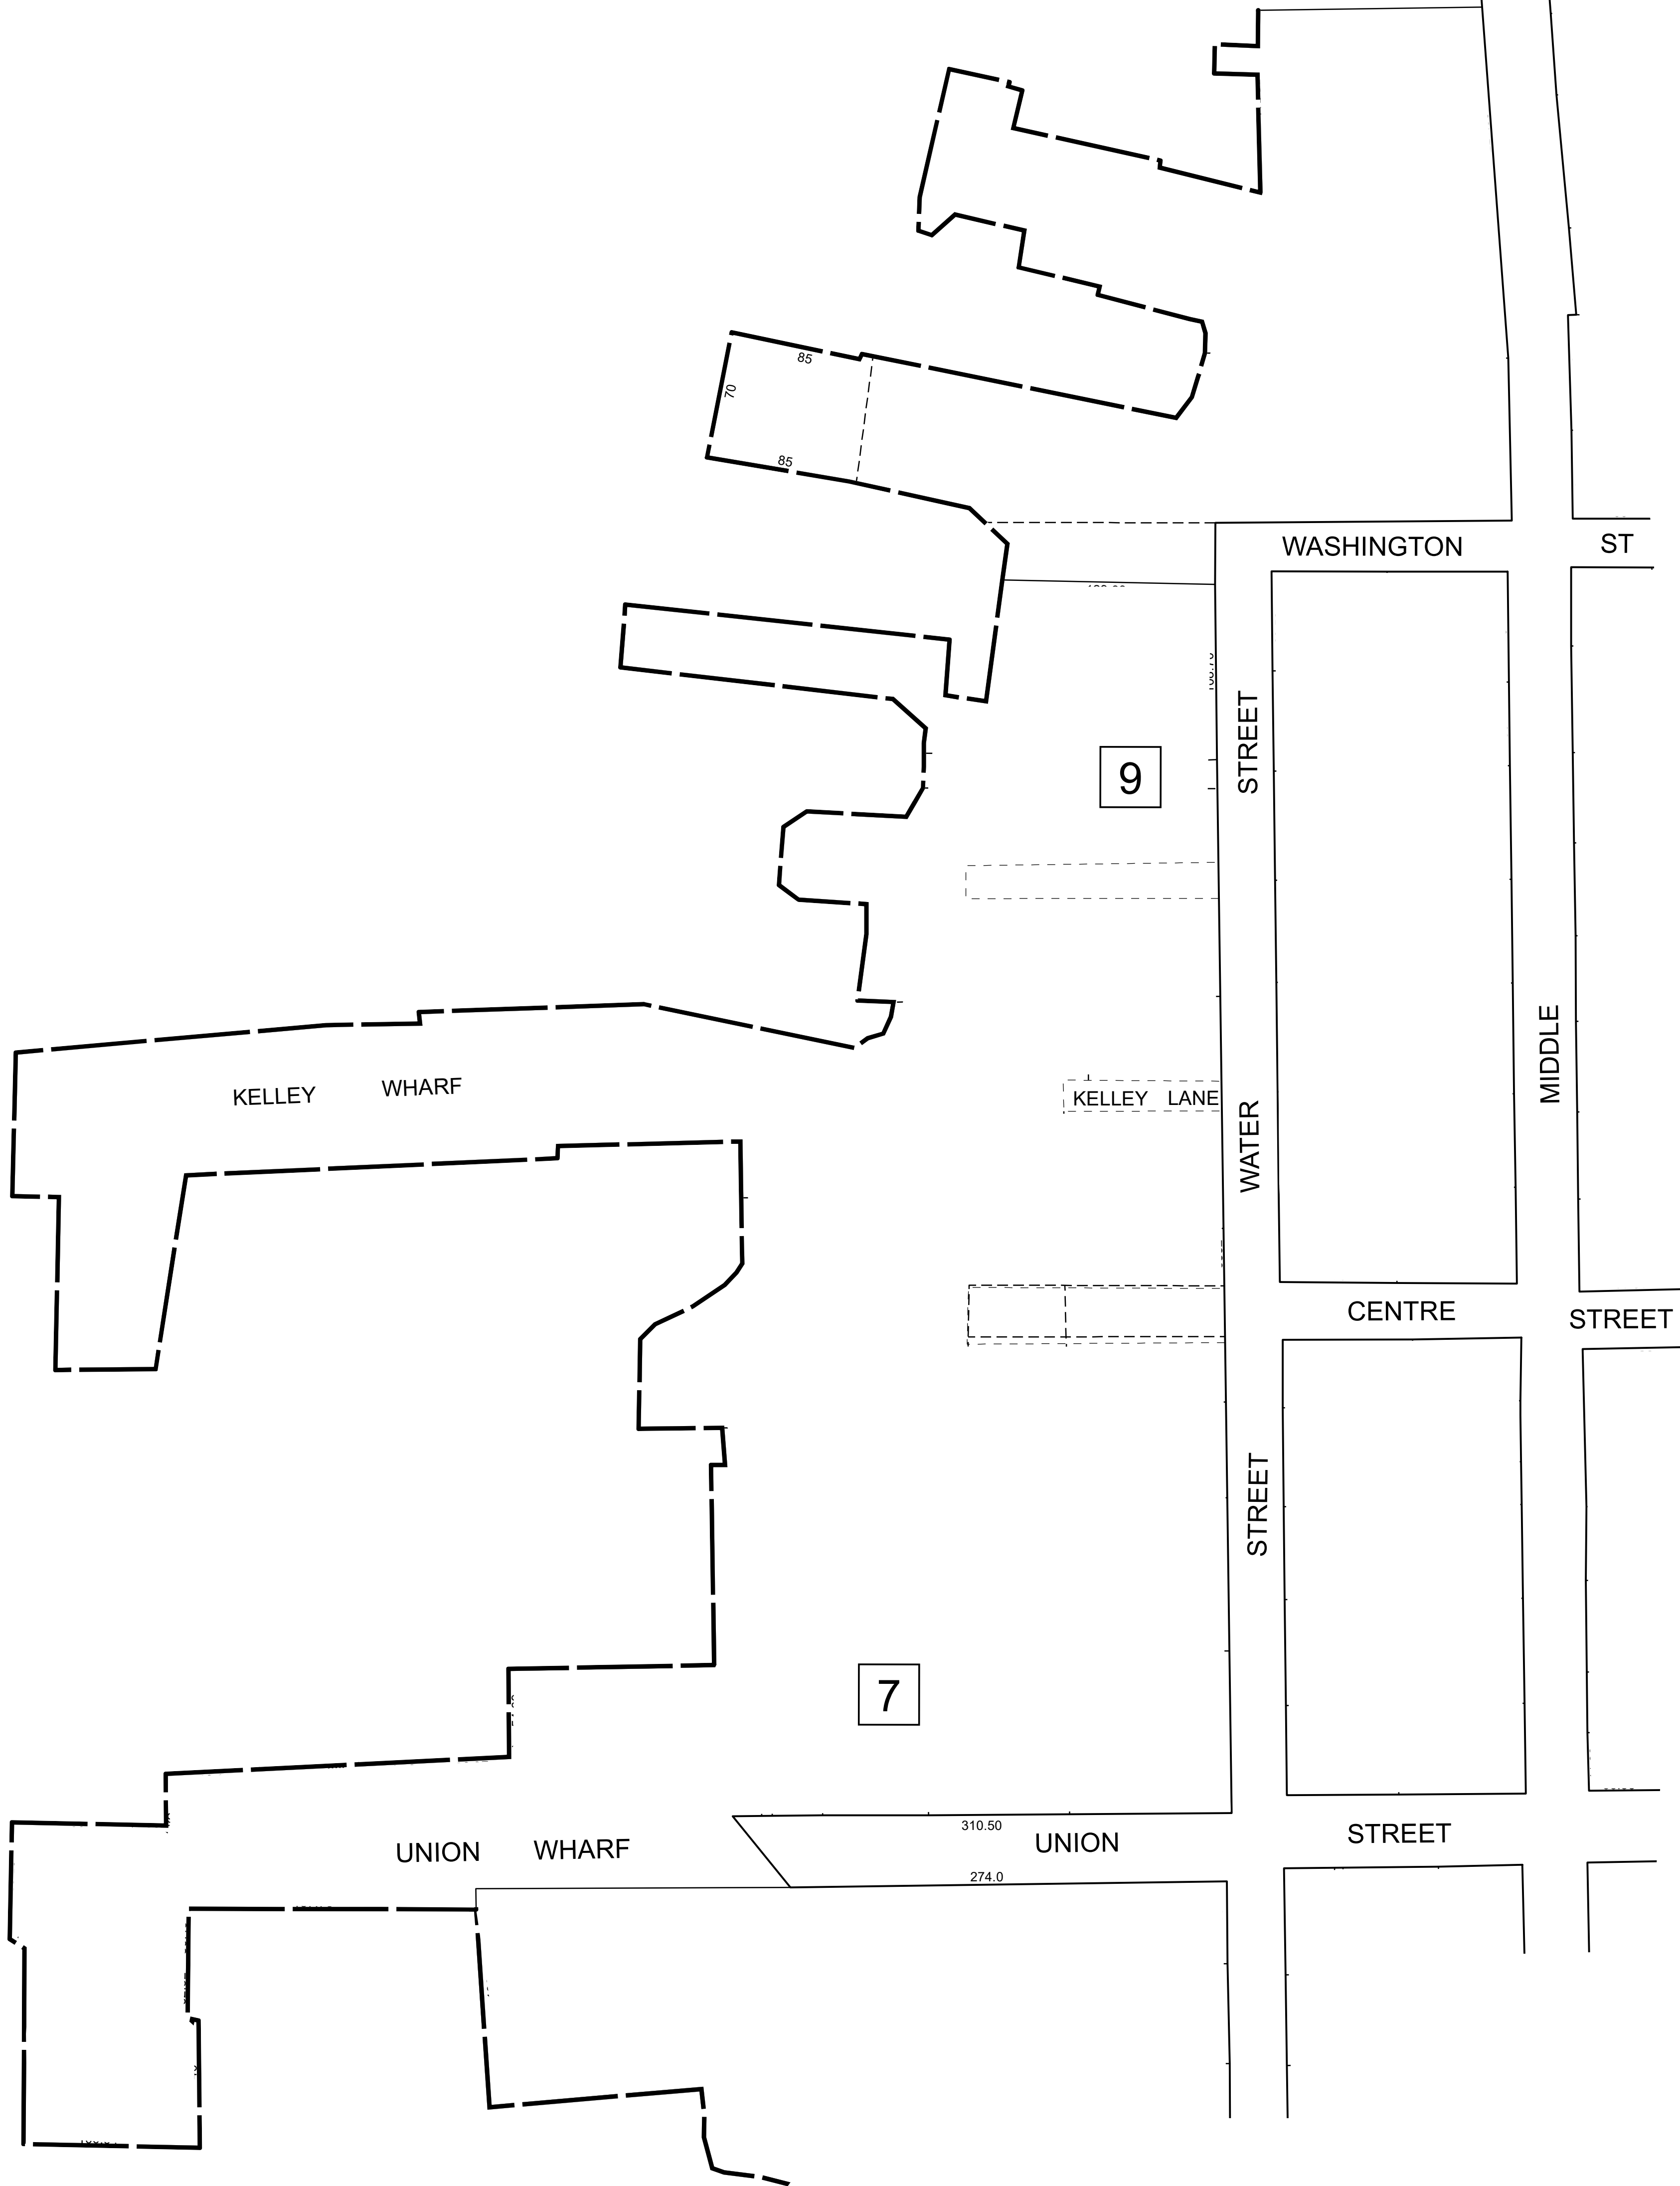 85
70
85
WASHINGTON ST
STREET
9
MIDDLE
KELLEY WHARF
KELLEY LANE
WATER
CENTRE STREET
STREET
7
310.50
UNION WHARF
UNION STREET
274.0